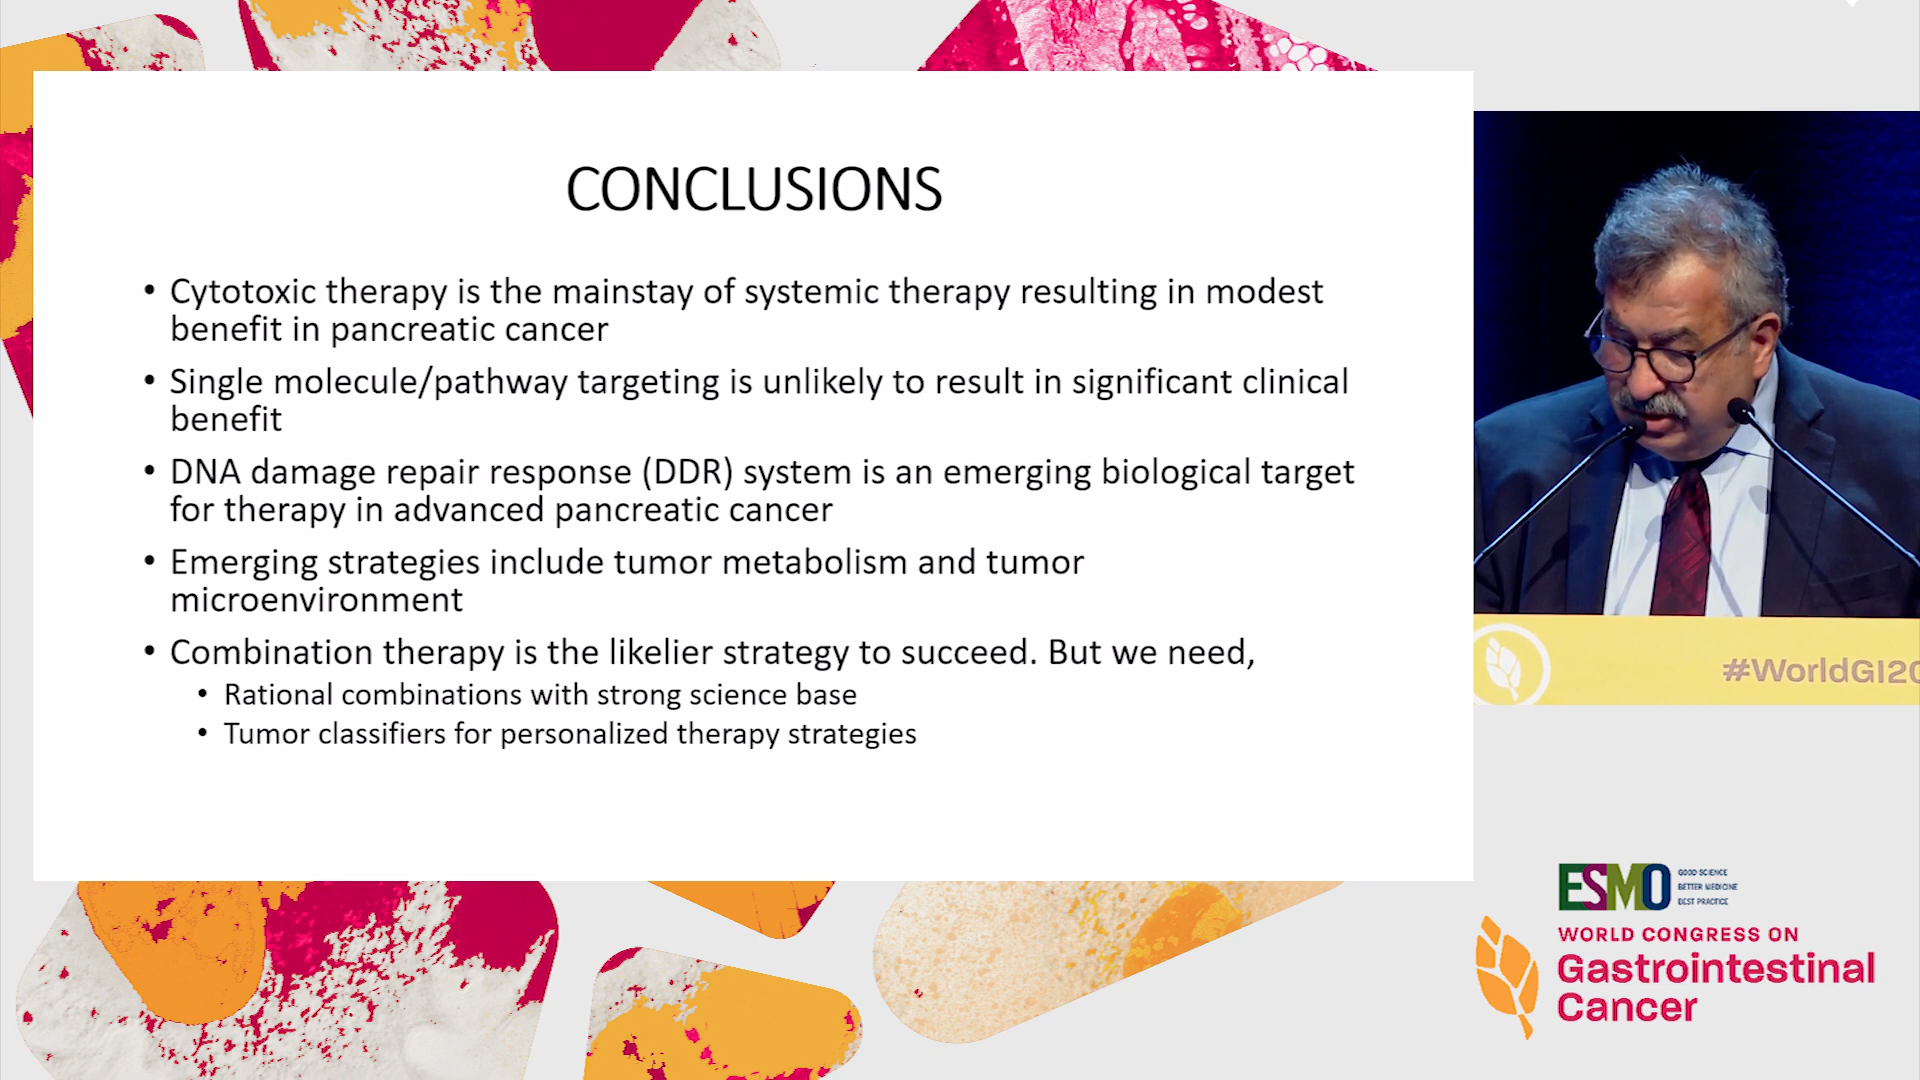 CONCLUSIONS
• Cytotoxic therapy is the mainstay of systemic therapy resulting in modest
benefit in pancreatic cancer
• Single molecule/pathway targeting is unlikely to result in significant clinical
benefit
• DNA damage repair response (DDR) system is an emerging biological target
for therapy in advanced pancreatic cancer
• Emerging strategies include tumor metabolism and tumor
microenvironment
• Combination therapy is the likelier strategy to succeed. But we need,
• Rational combinations with strong science base
• Tumor classifiers for personalized therapy strategies
#WorldGI20
ESMO
GOOD SCIENCE
BETTER MEDICINE
BEST PRACTICE
WORLD CONGRESS ON
Gastrointestinal
Cancer